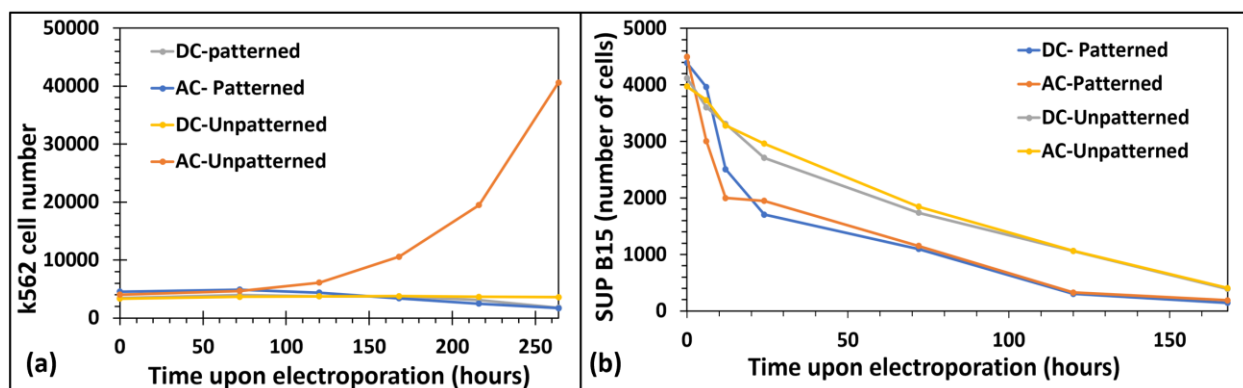 50000
40000
30000
20000
10000
0
k562 cell number
DC-patterned
AC- Patterned
DC-Unpatterned
AC-Unpatterned
0 50 100 150 200 250
Time upon electroporation (hours)
(a)
5000
4000
3000
2000
1000
0
SUP B15 (number of cells)
DC- Patterned
AC-Patterned
DC-Unpatterned
AC-Unpatterned
0 50 100 150
Time upon electroporation (hours)
(b)